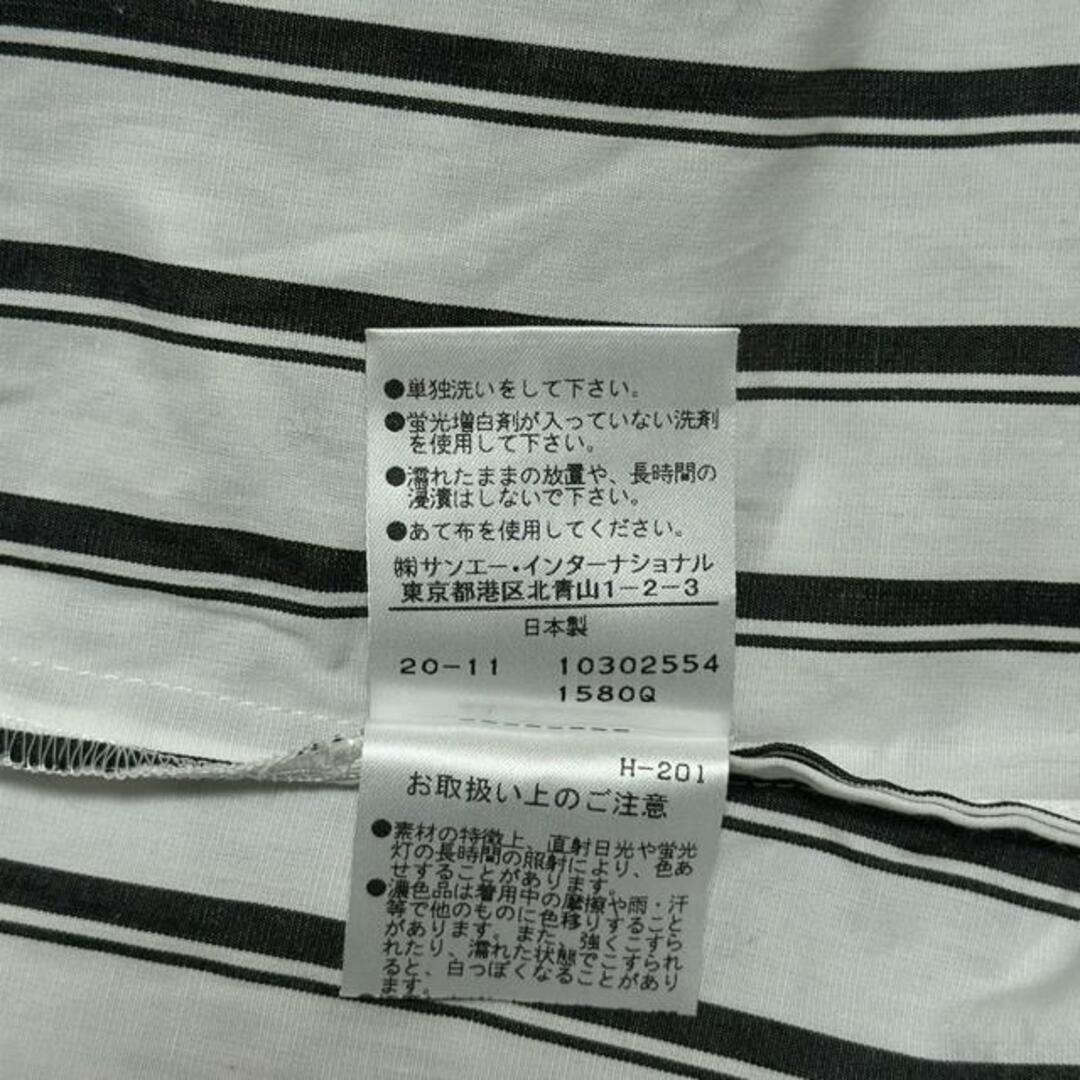 ●単独洗いをして下さい。
●蛍光増白剤が入っていない洗剤
を使用して下さい。
●濡れたままの放置や、長時間の
浸漬はしないで下さい。
●あて布を使用してください。
㈱サンエー・インターナショナル
東京都港区北青山1-2-3
日本製
20-11 10302554
1580Q
H-201
お取扱い上のご注意
●素材の特徴上、直射日光や蛍光
灯の長時間の照射により、色あ
せすることがあります。
●濃色品は着用中の摩擦や雨・汗
等で他のものに色移りすること
があります。また、強くこすら
れたり、濡れた状態でこすられ
ると、白っぽくなることがあり
ます。